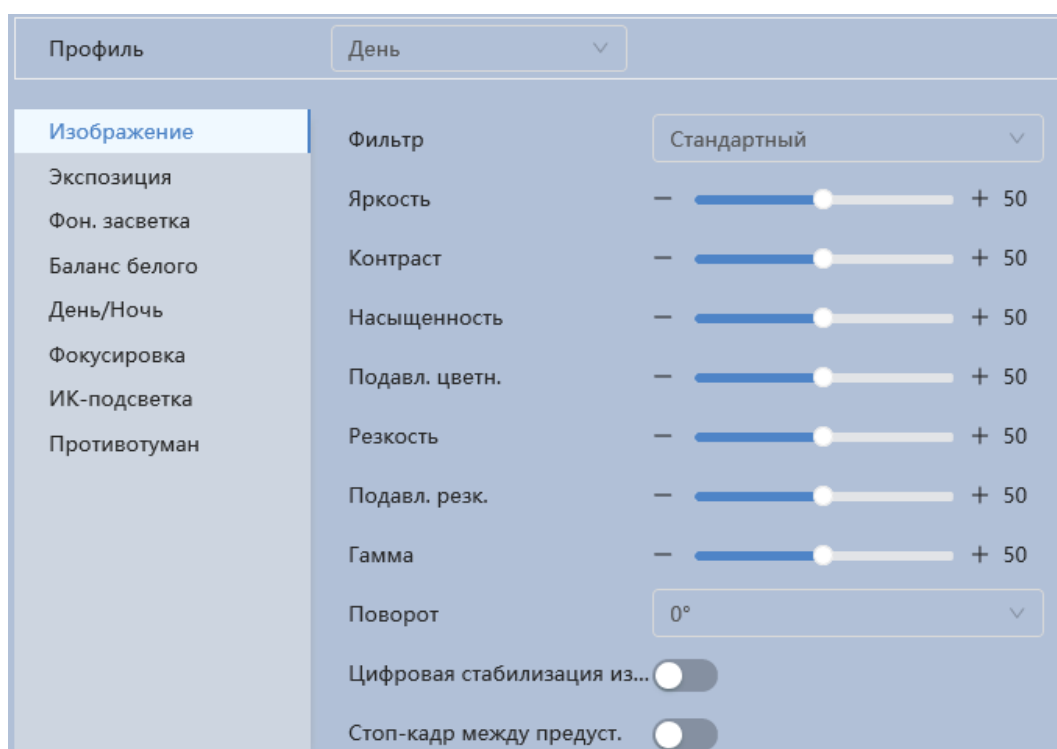 Профиль День
Изображение
Экспозиция
Фон. засветка
Баланс белого
День/Ночь
Фокусировка
ИК-подсветка
Противотуман
Фильтр Стандартный
Яркость − + 50
Контраст − + 50
Насыщенность − + 50
Подавл. цветн. − + 50
Резкость − + 50
Подавл. резк. − + 50
Гамма − + 50
Поворот 0°
Цифровая стабилизация из...
Стоп-кадр между предуст.